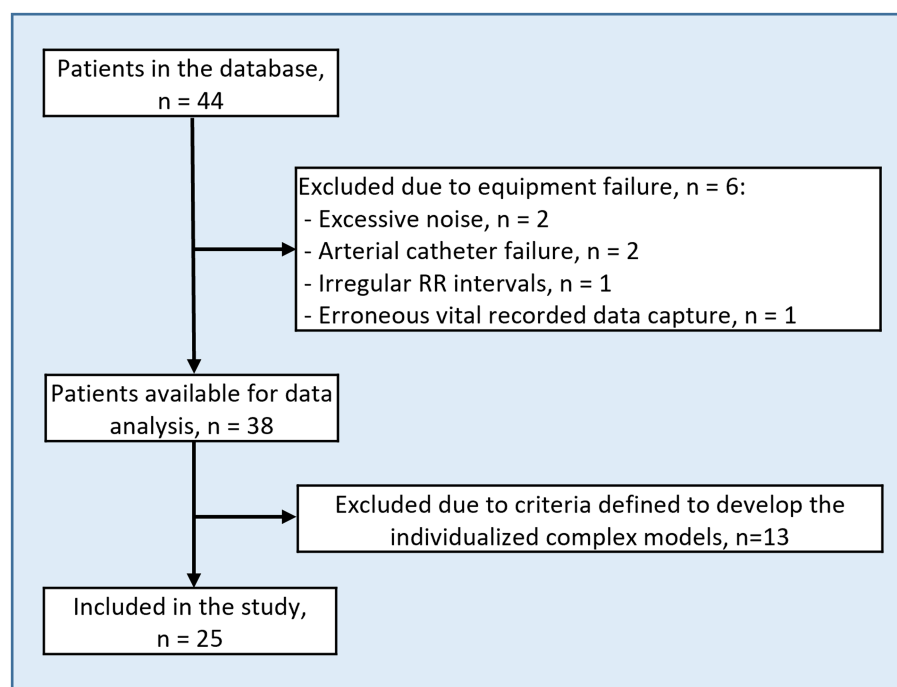 Patients in the database,
n = 44
Excluded due to equipment failure, n = 6:
- Excessive noise, n = 2
- Arterial catheter failure, n = 2
- Irregular RR intervals, n = 1
- Erroneous vital recorded data capture, n = 1
Patients available for data
analysis, n = 38
Excluded due to criteria defined to develop the
individualized complex models, n=13
Included in the study,
n = 25